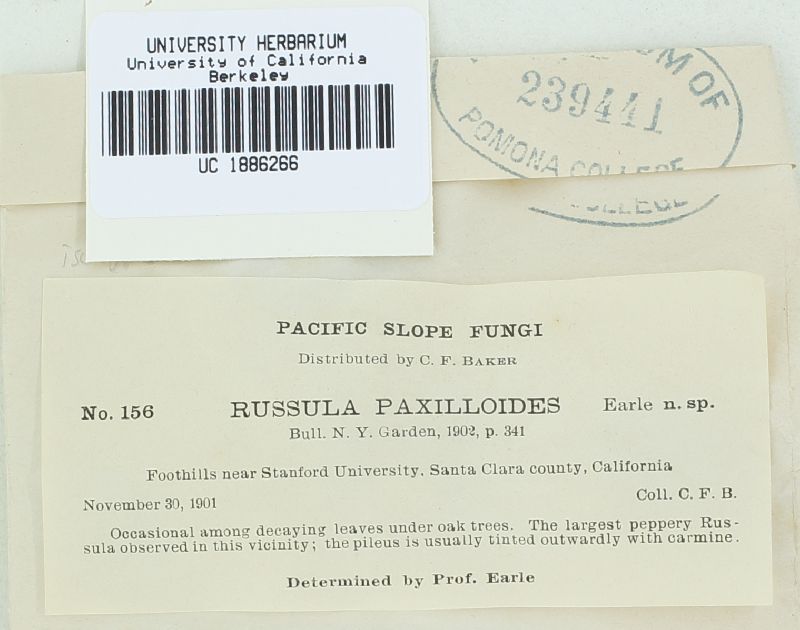 UNIVERSITY HERBARIUM
University of California
Berkeley
UC 1886266
OF
239441
POMONA COLLEGE
COLLEGE
PACIFIC SLOPE FUNGI
Distributed by C. F. BAKER
No. 156 RUSSULA PAXILLOIDES Earle n. sp.
Bull. N. Y. Garden, 1902, p. 341
Foothills near Stanford University, Santa Clara county, California
November 30, 1901 Coll. C. F. B.
Occasional among decaying leaves under oak trees. The largest peppery Rus-
sula observed in this vicinity; the pileus is usually tinted outwardly with carmine.
Determined by Prof. Earle